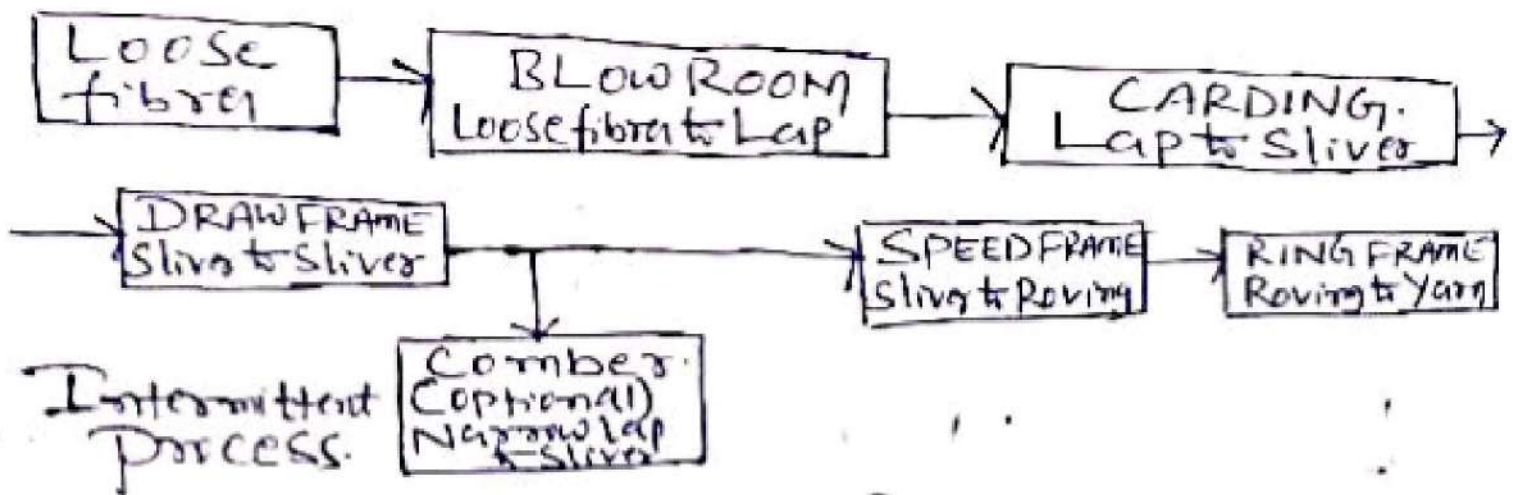 Loose
fibres
BLOW ROOM
Loose fibres to Lap
CARDING.
Lap to Sliver
DRAW FRAME
Sliver to Sliver
SPEED FRAME
Sliver to Roving
RING FRAME
Roving to Yarn
Comber.
(optional)
Narrow lap
to Sliver
Intermittent
process.